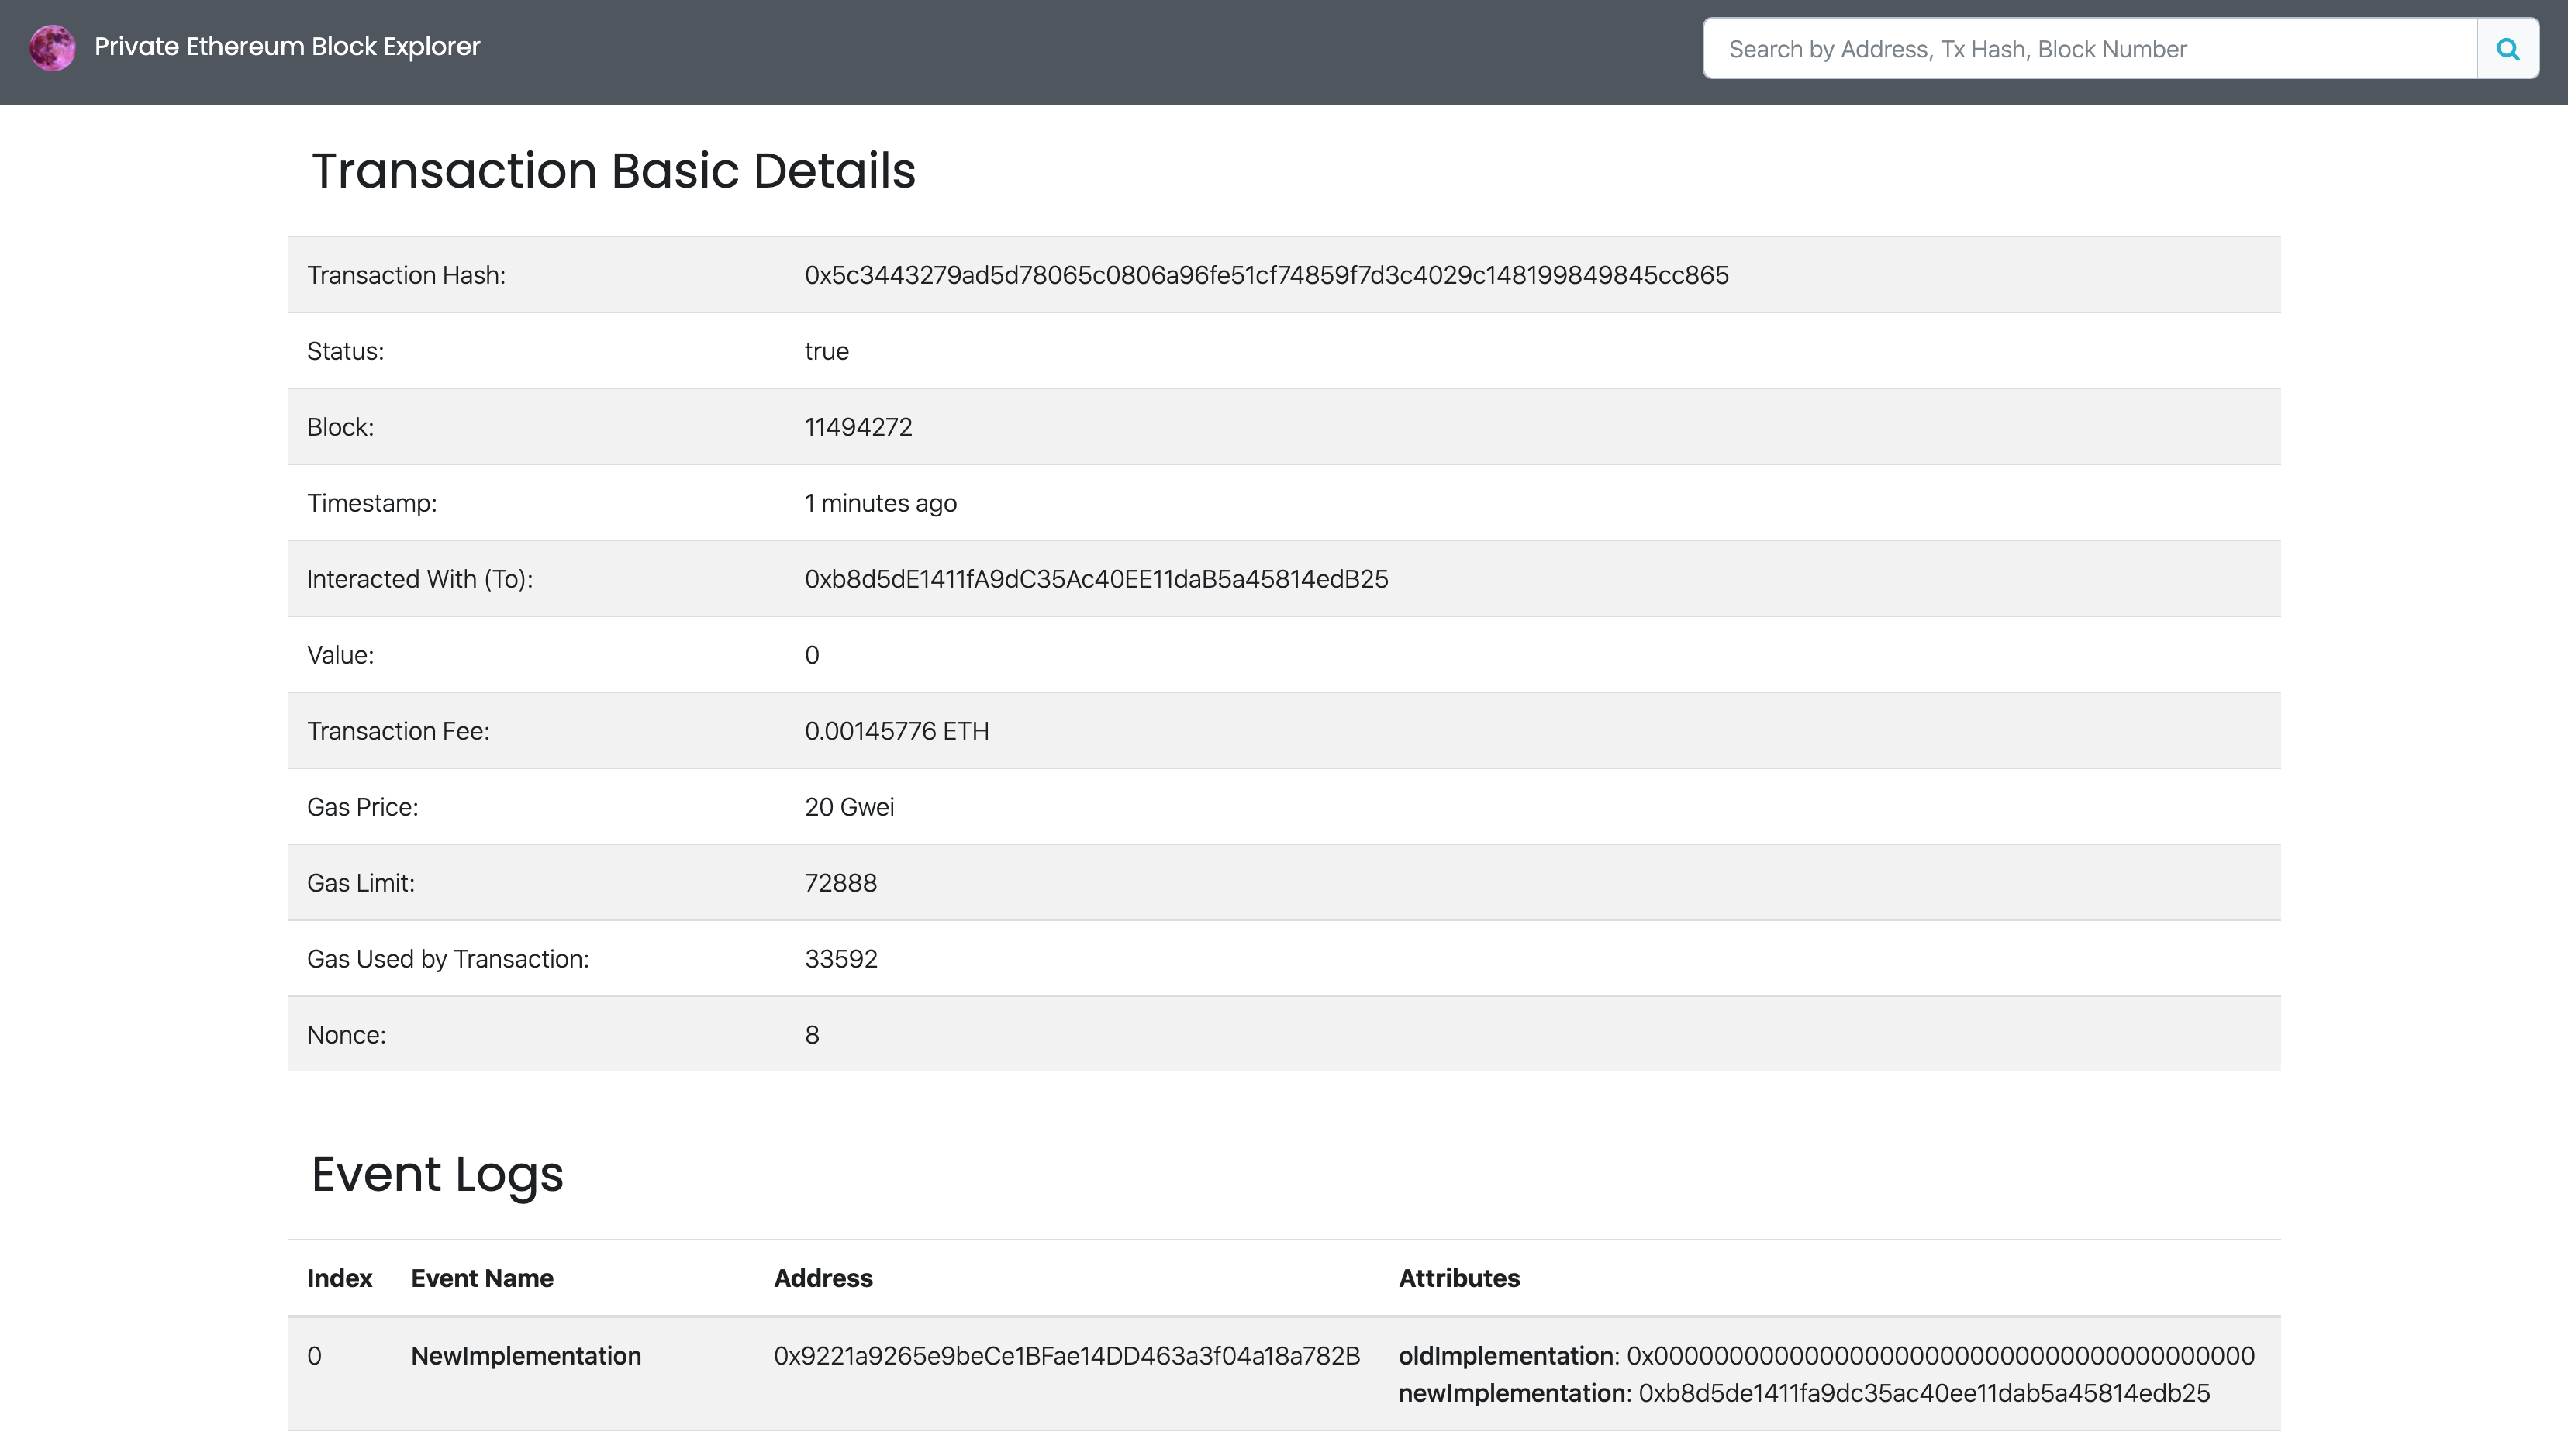 Private Ethereum Block Explorer
Search by Address, Tx Hash, Block Number
Transaction Basic Details
Transaction Hash: 0x5c3443279ad5d78065c0806a96fe51cf74859f7d3c4029c148199849845cc865
Status: true
Block: 11494272
Timestamp: 1 minutes ago
Interacted With (To): 0xb8d5dE1411fA9dC35Ac40EE11daB5a45814edB25
Value: 0
Transaction Fee: 0.00145776 ETH
Gas Price: 20 Gwei
Gas Limit: 72888
Gas Used by Transaction: 33592
Nonce: 8
Event Logs
Index Event Name Address Attributes
0 NewImplementation 0x9221a9265e9beCe1BFae14DD463a3f04a18a782B oldImplementation: 0x0000000000000000000000000000000000000000
newImplementation: 0xb8d5de1411fa9dc35ac40ee11dab5a45814edb25